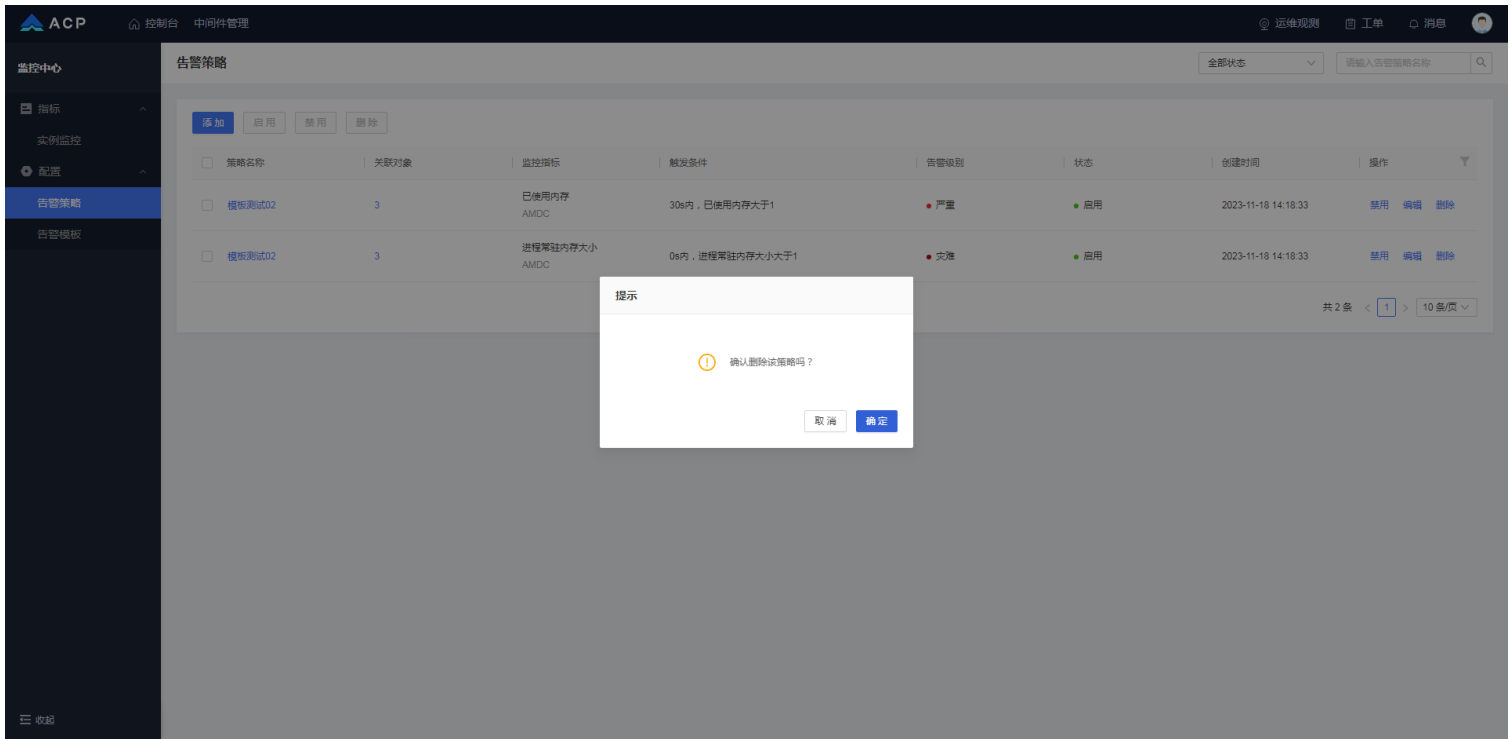 ACP 控制台 中间件管理 运维观测 工单 消息
监控中心
告警策略 全部状态 请输入告警策略名称
指标
实例监控
配置
告警策略
告警模板
添加 启用 禁用 删除
策略名称 关联对象 监控指标 触发条件 告警级别 状态 创建时间 操作
模板测试02 3 已使用内存 30s内，已使用内存大于1 严重 启用 2023-11-18 14:18:33 禁用 编辑 删除
AMDC
模板测试02 3 进程常驻内存大小 0s内，进程常驻内存大小大于1 灾难 启用 2023-11-18 14:18:33 禁用 编辑 删除
AMDC
共 2 条 < 1 > 10 条/页
提示
确认删除该策略吗？
取消 确定
收起